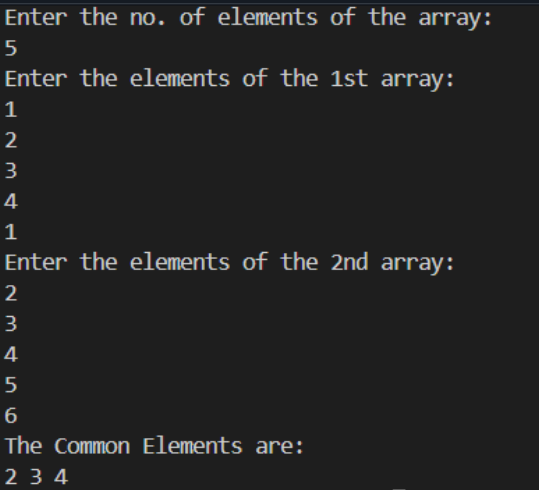 Enter the no. of elements of the array:
5
Enter the elements of the 1st array:
1
2
3
4
1
Enter the elements of the 2nd array:
2
3
4
5
6
The Common Elements are:
2 3 4